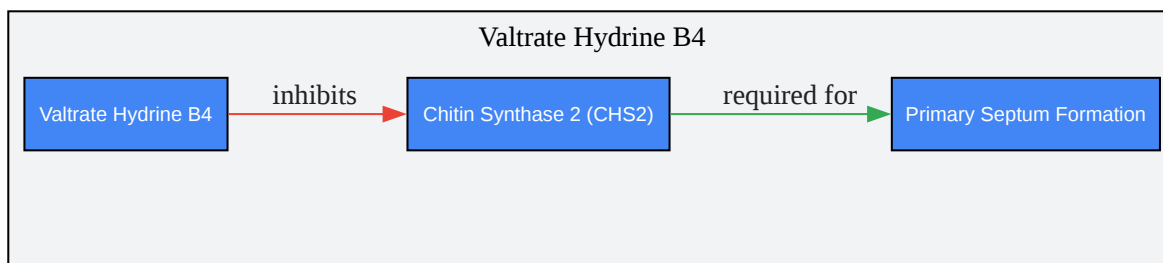 Valtrate Hydrine B4
Valtrate Hydrine B4
inhibits
Chitin Synthase 2 (CHS2)
required for
Primary Septum Formation